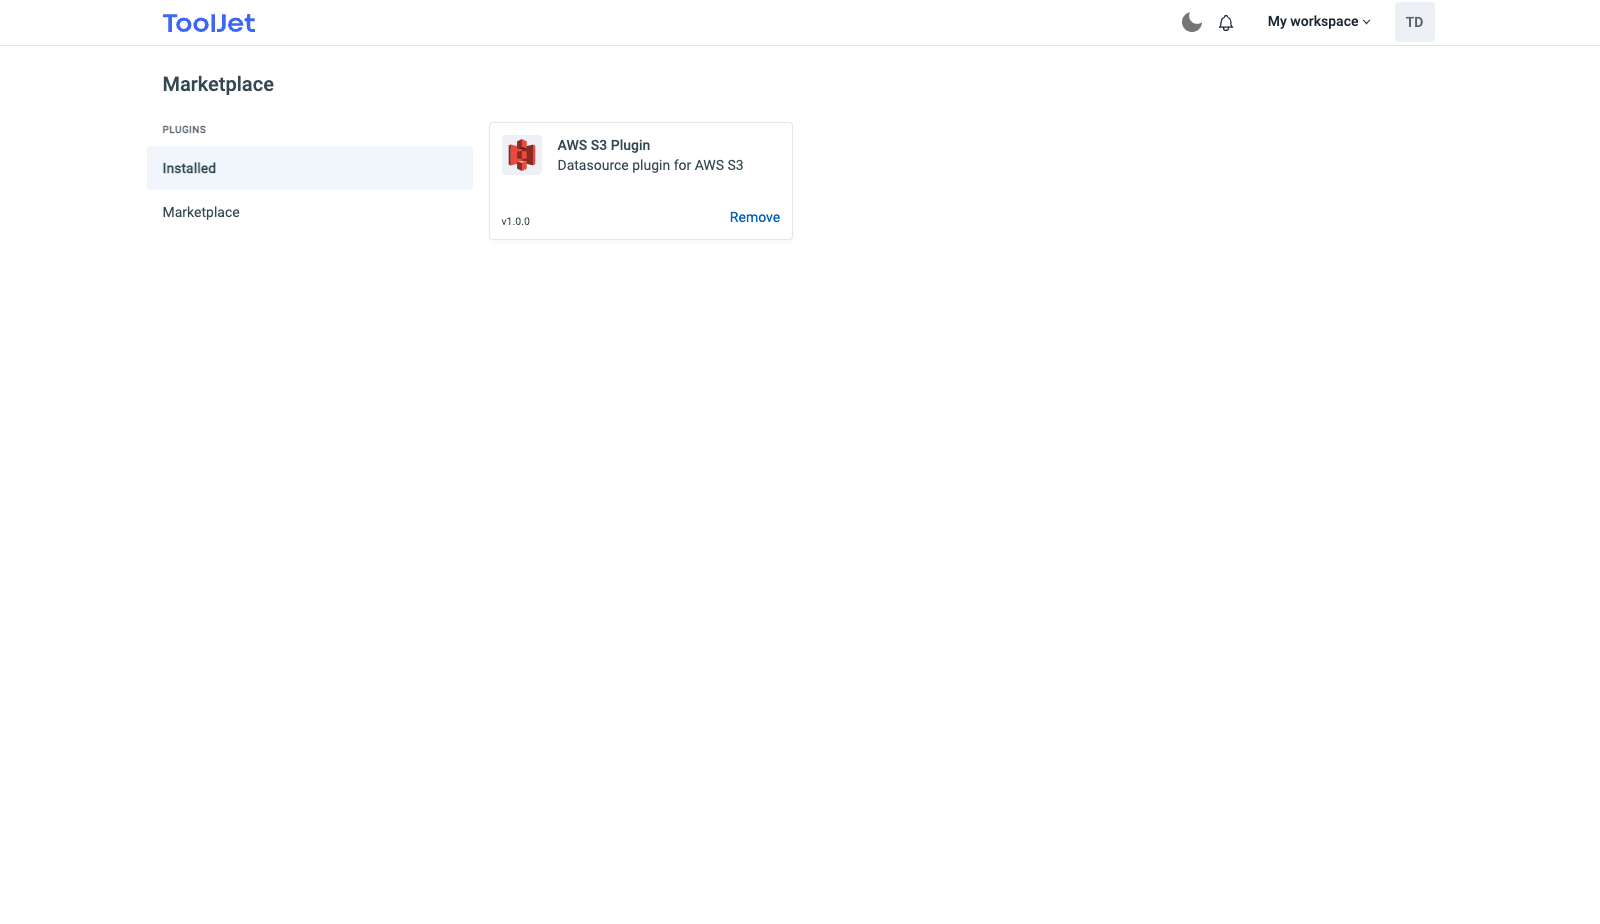 ToolJet
My workspace
TD
Marketplace
PLUGINS
Installed
Marketplace
AWS S3 Plugin
Datasource plugin for AWS S3
v1.0.0
Remove